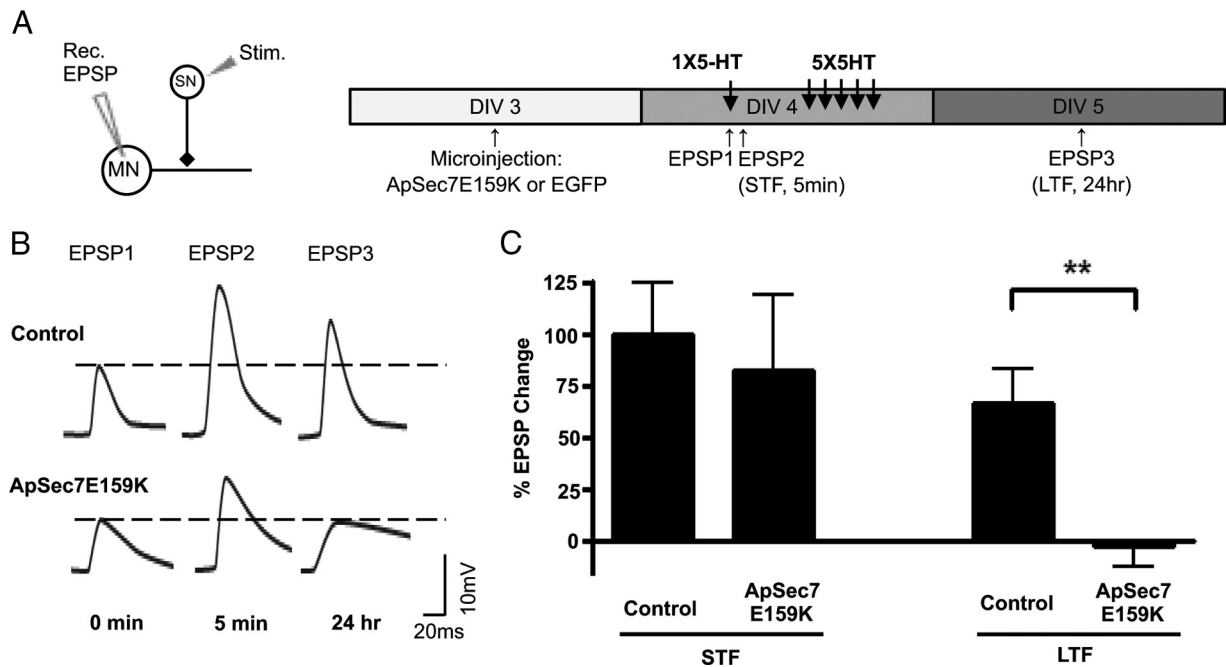 A
Rec.
EPSP
Stim.
SN
MN
1X5-HT
5X5HT
DIV 3
DIV 4
DIV 5
Microinjection:
ApSec7E159K or EGFP
EPSP1
EPSP2
(STF, 5min)
EPSP3
(LTF, 24hr)
B
EPSP1
EPSP2
EPSP3
Control
ApSec7E159K
0 min
5 min
24 hr
10mV
20ms
C
% EPSP Change
125
100
75
50
25
0
**
Control
ApSec7
E159K
Control
ApSec7
E159K
STF
LTF